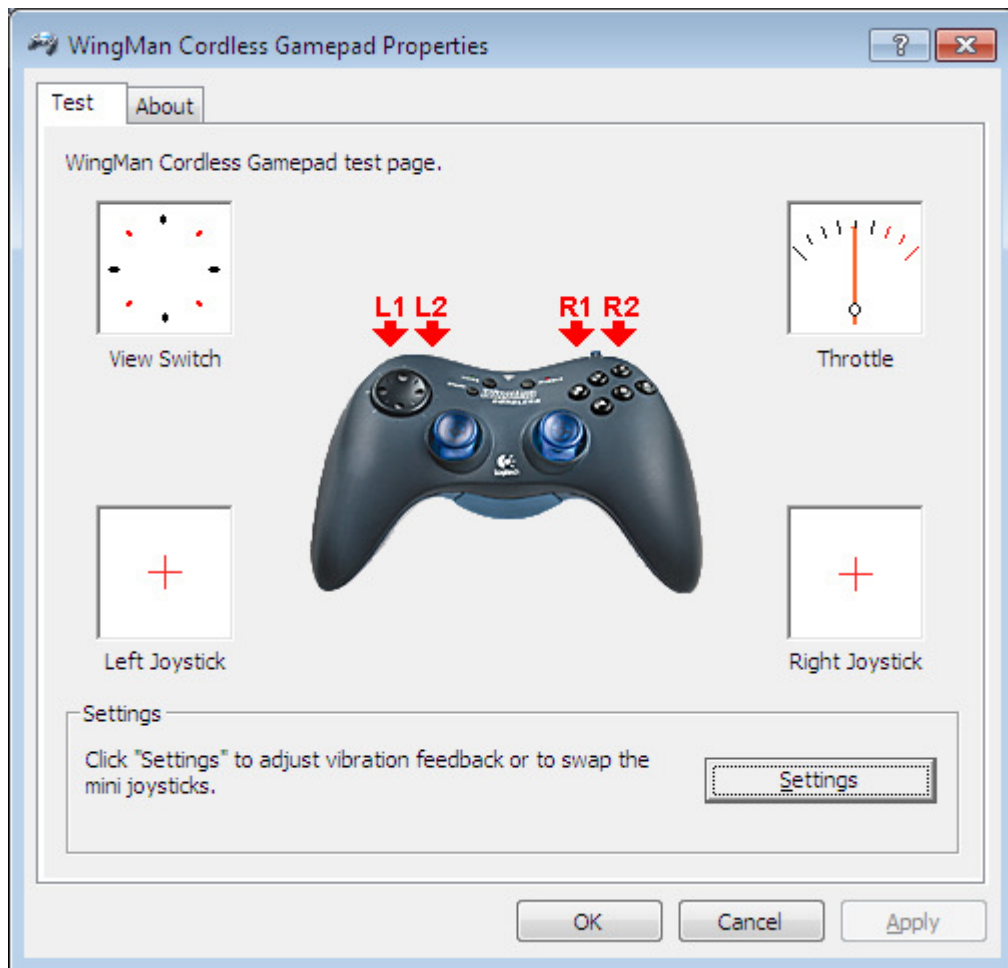 WingMan Cordless Gamepad Properties
Test
About
WingMan Cordless Gamepad test page.
View Switch
L1 L2
R1 R2
Throttle
Logitech
Left Joystick
Right Joystick
Settings
Click "Settings" to adjust vibration feedback or to swap the
mini joysticks.
Settings
OK
Cancel
Apply